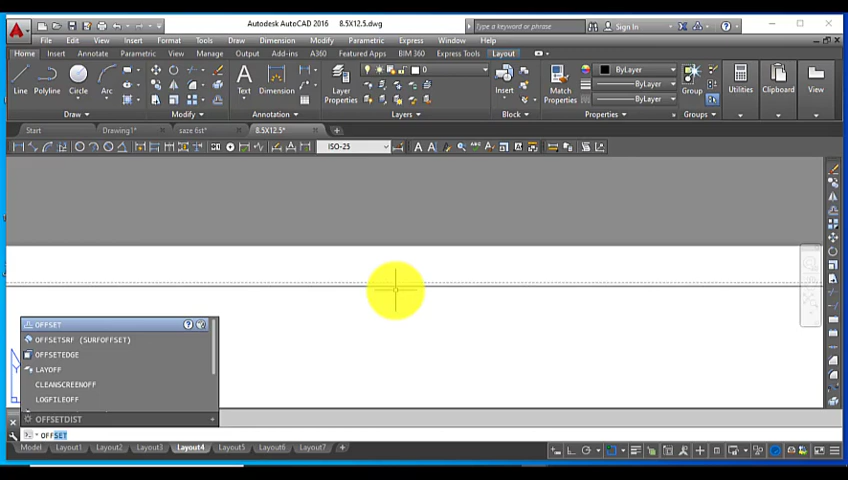 Autodesk AutoCAD 2016 8.5X12.5.dwg
Type a keyword or phrase
Sign In
File Edit View Insert Format Tools Draw Dimension Modify Parametric Express Window Help
Home Insert Annotate Parametric View Manage Output Add-ins A360 Featured Apps BIM 360 Express Tools Layout
Line Polyline Circle Arc
Text Dimension
Layer
Properties
0
Insert
Match
Properties
ByLayer
ByLayer
ByLayer
Group
Utilities
Clipboard
View
Draw Modify Annotation Layers Block Properties Groups
Start Drawing1* saze 6st* 8.5X12.5*
ISO-25
OFFSET
OFFSETSRF (SURFOFFSET)
OFFSETEDGE
LAYOFF
CLEANSCREENOFF
LOGFILEOFF
OFFSETDIST
OFFSET
Model Layout1 Layout2 Layout3 Layout4 Layout5 Layout6 Layout7